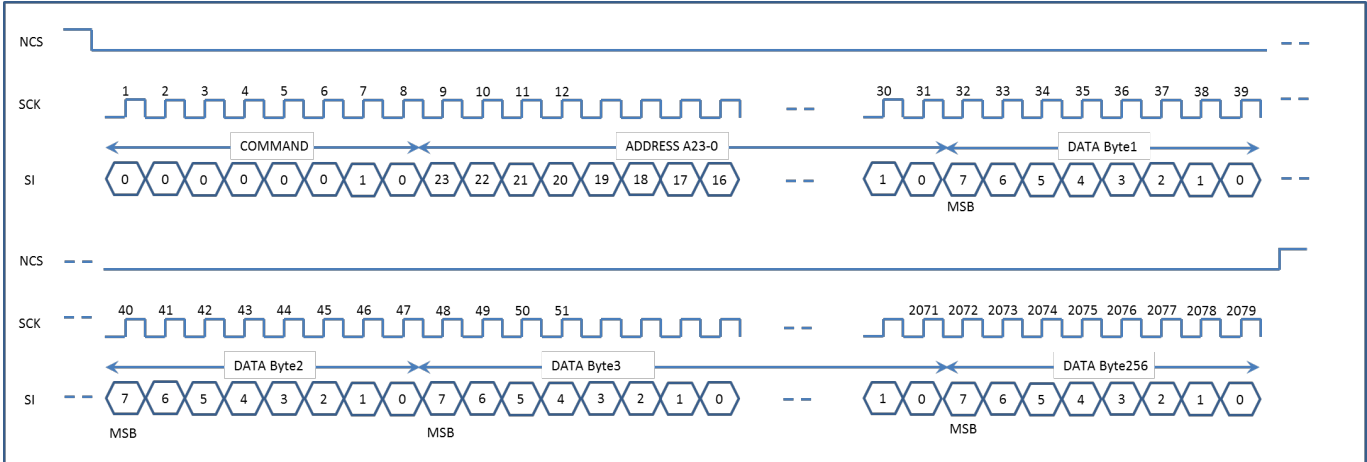 NCS
1 2 3 4 5 6 7 8 9 10 11 12 30 31 32 33 34 35 36 37 38 39
SCK
COMMAND ADDRESS A23-0 DATA Byte1
SI 0 0 0 0 0 0 1 0 23 22 21 20 19 18 17 16 1 0 7 6 5 4 3 2 1 0
MSB
NCS
40 41 42 43 44 45 46 47 48 49 50 51 2071 2072 2073 2074 2075 2076 2077 2078 2079
SCK
DATA Byte2 DATA Byte3 DATA Byte256
SI 7 6 5 4 3 2 1 0 7 6 5 4 3 2 1 0 1 0 7 6 5 4 3 2 1 0
MSB MSB MSB